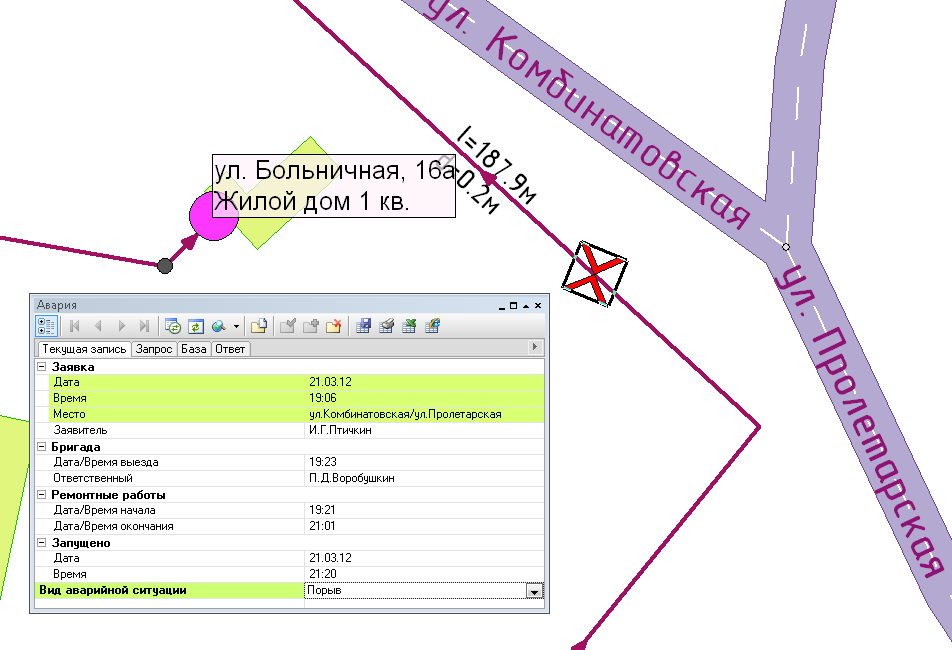 ул. Комбинатовская
l=187.9м
d=0.2м
ул. Больничная, 16а
Жилой дом 1 кв.
ул. Пролетарская
Авария
Текущая запись Запрос База Ответ
Заявка
Дата 21.03.12
Время 19:06
Место ул.Комбинатовская/ул.Пролетарская
Заявитель И.Г.Птичкин
Бригада
Дата/Время выезда 19:23
Ответственный П.Д.Воробушкин
Ремонтные работы
Дата/Время начала 19:21
Дата/Время окончания 21:01
Запущено
Дата 21.03.12
Время 21:20
Вид аварийной ситуации Порыв